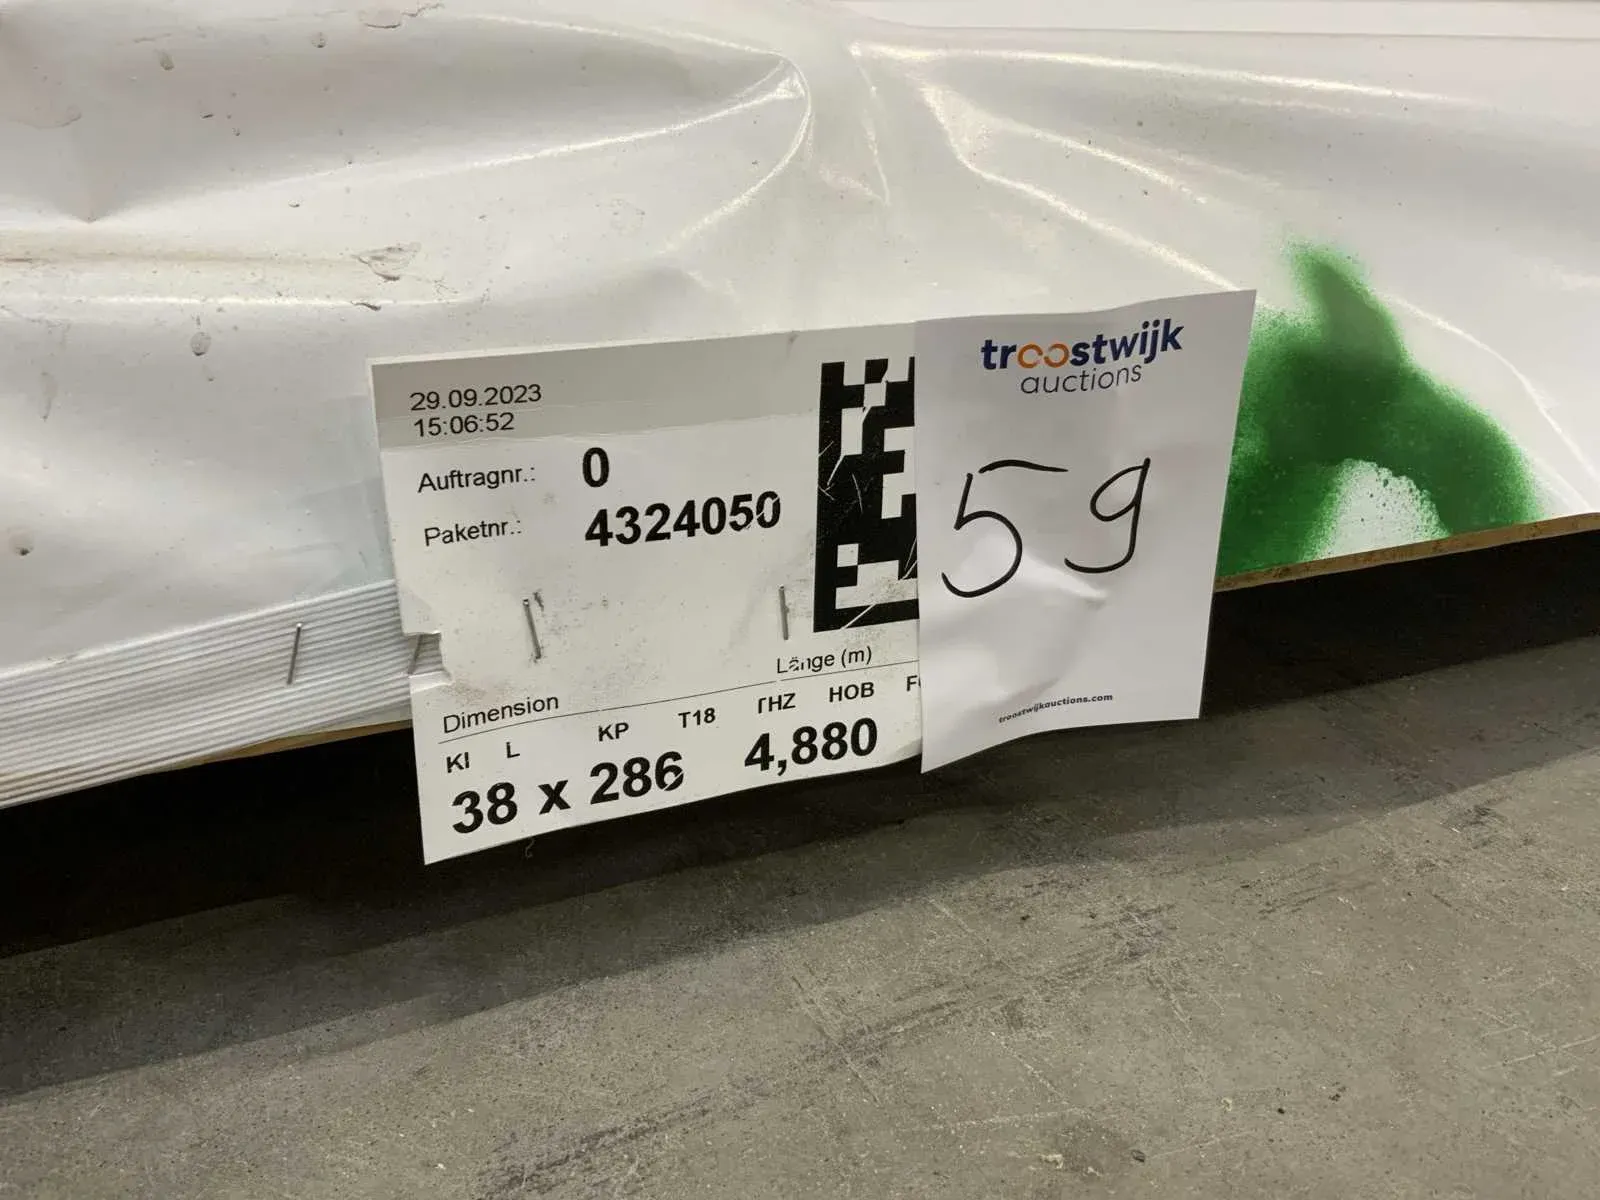 29.09.2023
15:06:52
Auftragnr.: 0
Paketnr.: 4324050
Dimension
Länge (m)
KI L KP T18 HOB
38 x 286 4,880
troostwijk
auctions
59
troostwijkauctions.com